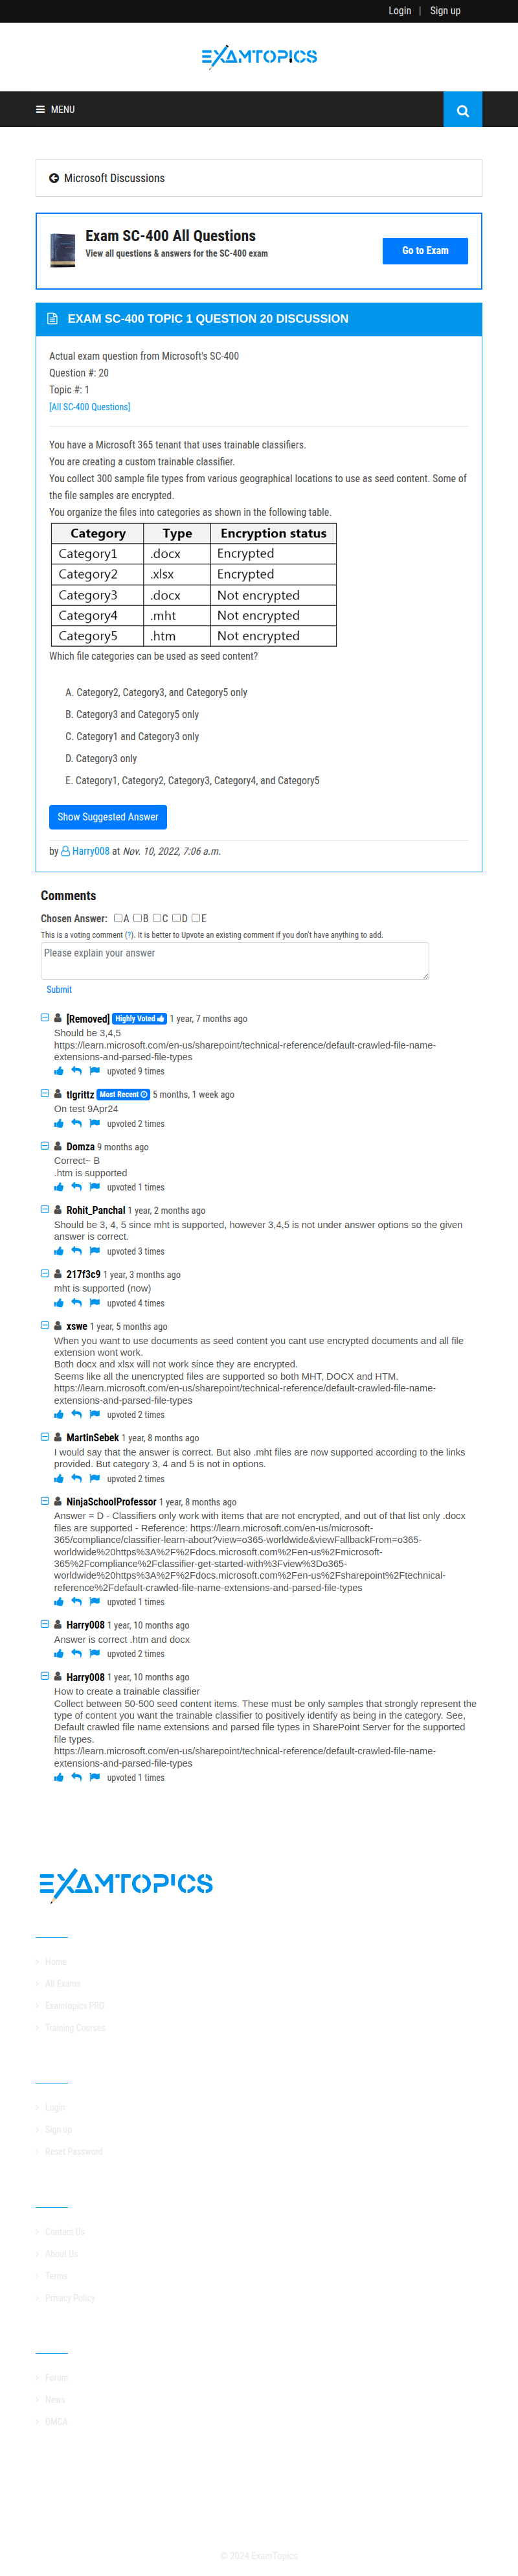 Login | Sign up
EXAMTOPICS
MENU
Microsoft Discussions
Exam SC-400 All Questions
View all questions & answers for the SC-400 exam
Go to Exam
EXAM SC-400 TOPIC 1 QUESTION 20 DISCUSSION
Actual exam question from Microsoft's SC-400
Question #: 20
Topic #: 1
[All SC-400 Questions]
You have a Microsoft 365 tenant that uses trainable classifiers.
You are creating a custom trainable classifier.
You collect 300 sample file types from various geographical locations to use as seed content. Some of
the file samples are encrypted.
You organize the files into categories as shown in the following table.
Category Type Encryption status
Category1 .docx Encrypted
Category2 .xlsx Encrypted
Category3 .docx Not encrypted
Category4 .mht Not encrypted
Category5 .htm Not encrypted
Which file categories can be used as seed content?
A. Category2, Category3, and Category5 only
B. Category3 and Category5 only
C. Category1 and Category3 only
D. Category3 only
E. Category1, Category2, Category3, Category4, and Category5
Show Suggested Answer
by Harry008 at Nov. 10, 2022, 7:06 a.m.
Comments
Chosen Answer: A B C D E
This is a voting comment (?). It is better to Upvote an existing comment if you don't have anything to add.
Please explain your answer
Submit
[Removed] Highly Voted 1 year, 7 months ago
Should be 3,4,5
https://learn.microsoft.com/en-us/sharepoint/technical-reference/default-crawled-file-name-
extensions-and-parsed-file-types
upvoted 9 times
tlgrittz Most Recent 5 months, 1 week ago
On test 9Apr24
upvoted 2 times
Domza 9 months ago
Correct~ B
.htm is supported
upvoted 1 times
Rohit_Panchal 1 year, 2 months ago
Should be 3, 4, 5 since mht is supported, however 3,4,5 is not under answer options so the given
answer is correct.
upvoted 3 times
217f3c9 1 year, 3 months ago
mht is supported (now)
upvoted 4 times
xswe 1 year, 5 months ago
When you want to use documents as seed content you cant use encrypted documents and all file
extension wont work.
Both docx and xlsx will not work since they are encrypted.
Seems like all the unencrypted files are supported so both MHT, DOCX and HTM.
https://learn.microsoft.com/en-us/sharepoint/technical-reference/default-crawled-file-name-
extensions-and-parsed-file-types
upvoted 2 times
MartinSebek 1 year, 8 months ago
I would say that the answer is correct. But also .mht files are now supported according to the links
provided. But category 3, 4 and 5 is not in options.
upvoted 2 times
NinjaSchoolProfessor 1 year, 8 months ago
Answer = D - Classifiers only work with items that are not encrypted, and out of that list only .docx
files are supported - Reference: https://learn.microsoft.com/en-us/microsoft-
365/compliance/classifier-learn-about?view=o365-worldwide&viewFallbackFrom=o365-
worldwide%20https%3A%2F%2Fdocs.microsoft.com%2Fen-us%2Fmicrosoft-
365%2Fcompliance%2Fclassifier-get-started-with%3Fview%3Do365-
worldwide%20https%3A%2F%2Fdocs.microsoft.com%2Fen-us%2Fsharepoint%2Ftechnical-
reference%2Fdefault-crawled-file-name-extensions-and-parsed-file-types
upvoted 1 times
Harry008 1 year, 10 months ago
Answer is correct .htm and docx
upvoted 2 times
Harry008 1 year, 10 months ago
How to create a trainable classifier
Collect between 50-500 seed content items. These must be only samples that strongly represent the
type of content you want the trainable classifier to positively identify as being in the category. See,
Default crawled file name extensions and parsed file types in SharePoint Server for the supported
file types.
https://learn.microsoft.com/en-us/sharepoint/technical-reference/default-crawled-file-name-
extensions-and-parsed-file-types
upvoted 1 times
EXAMTOPICS
Home
All Exams
Examtopics PRO
Training Courses
Login
Sign up
Reset Password
Contact Us
About Us
Terms
Privacy Policy
Forum
News
DMCA
© 2024 ExamTopics